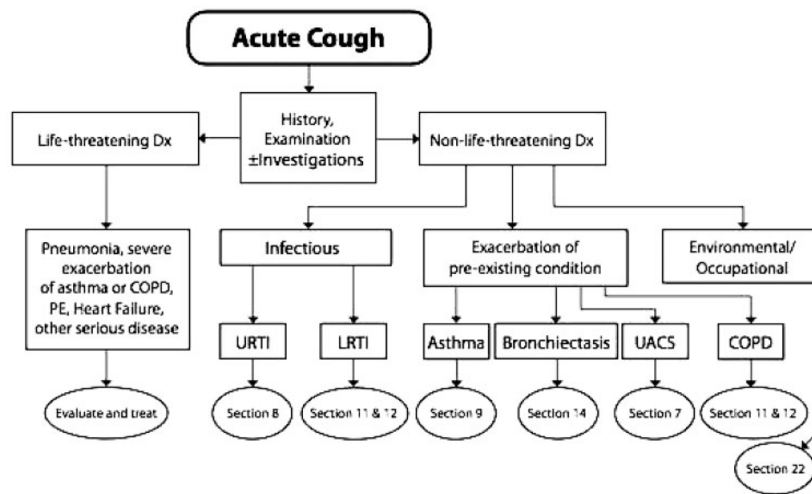 Acute Cough
History,
Examination
±Investigations
Life-threatening Dx
Non-life-threatening Dx
Pneumonia, severe
exacerbation
of asthma or COPD,
PE, Heart Failure,
other serious disease
Infectious
Exacerbation of
pre-existing condition
Environmental/
Occupational
URTI
LRTI
Asthma
Bronchiectasis
UACS
COPD
Evaluate and treat
Section 8
Section 11 & 12
Section 9
Section 14
Section 7
Section 11 & 12
Section 22